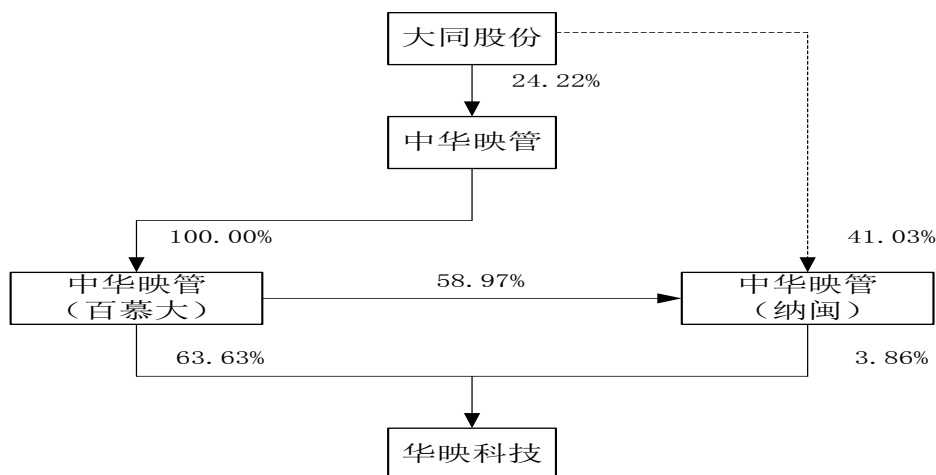 大同股份
24.22%
中华映管
100.00%
41.03%
中华映管
（百慕大）
58.97%
中华映管
（纳闽）
63.63%
3.86%
华映科技